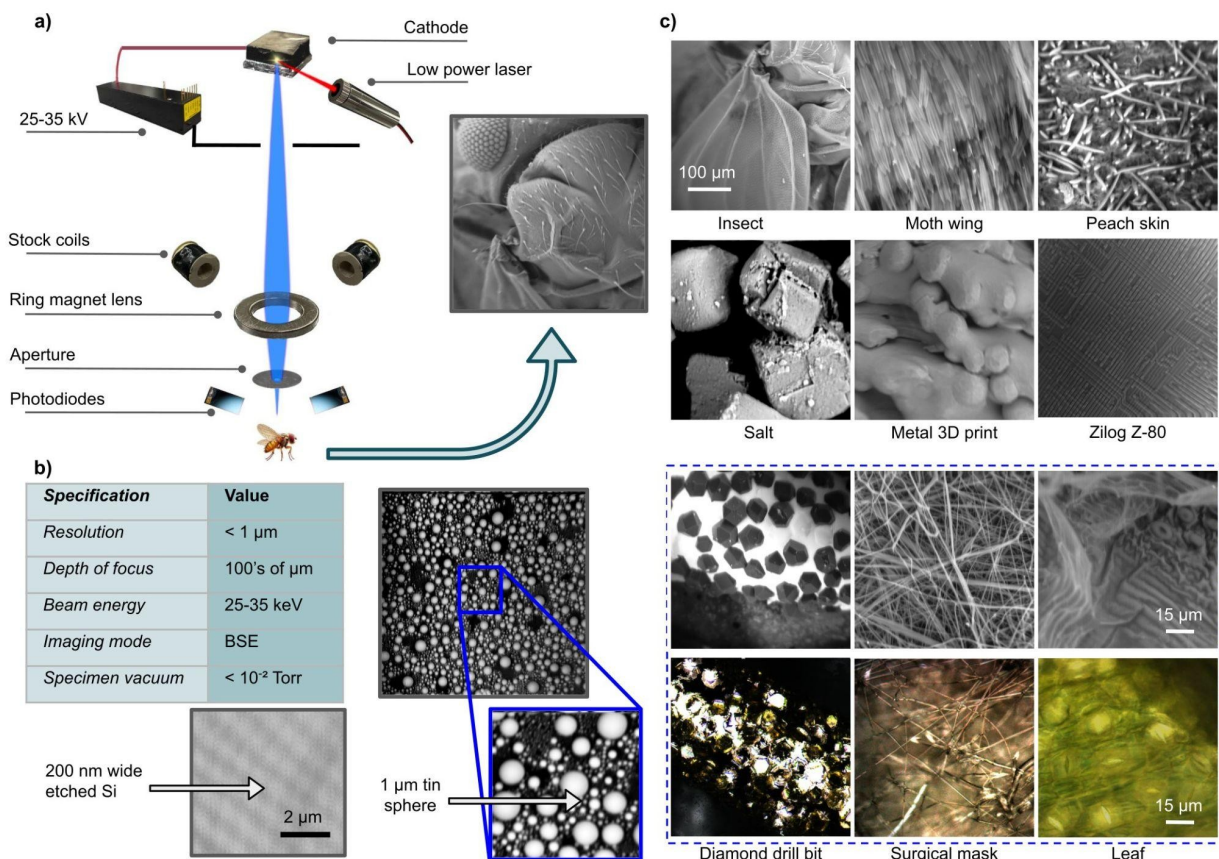 a)
Cathode
Low power laser
25-35 kV
Stock coils
Ring magnet lens
Aperture
Photodiodes
b)
Specification Value
Resolution < 1 µm
Depth of focus 100's of µm
Beam energy 25-35 keV
Imaging mode BSE
Specimen vacuum < 10⁻² Torr
200 nm wide
etched Si
2 µm
1 µm tin
sphere
c)
100 µm
Insect Moth wing Peach skin
Salt Metal 3D print Zilog Z-80
15 µm
15 µm
Diamond drill bit Surgical mask Leaf